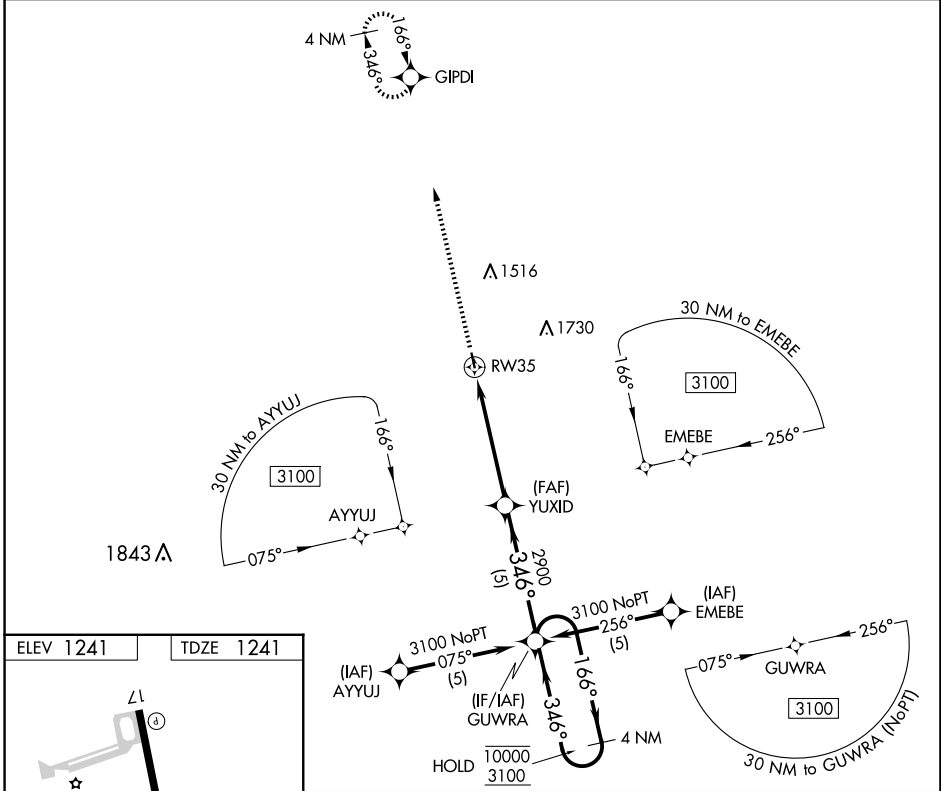 4 NM
166°
346°
GIPDI
1516
1730
RW35
30 NM to EMEBE
166°
3100
EMEBE
256°
30 NM to AYYUJ
166°
3100
AYYUJ
075°
1843
(FAF)
YUXID
2900
346°
(5)
3100 NoPT
256°
(5)
(IAF)
EMEBE
3100 NoPT
075°
(5)
(IAF)
AYYUJ
(IF/IAF)
GUWRA
166°
346°
4 NM
HOLD 10000
3100
075°
256°
GUWRA
3100
30 NM to GUWRA (NoPT)
ELEV 1241
TDZE 1241
17
P